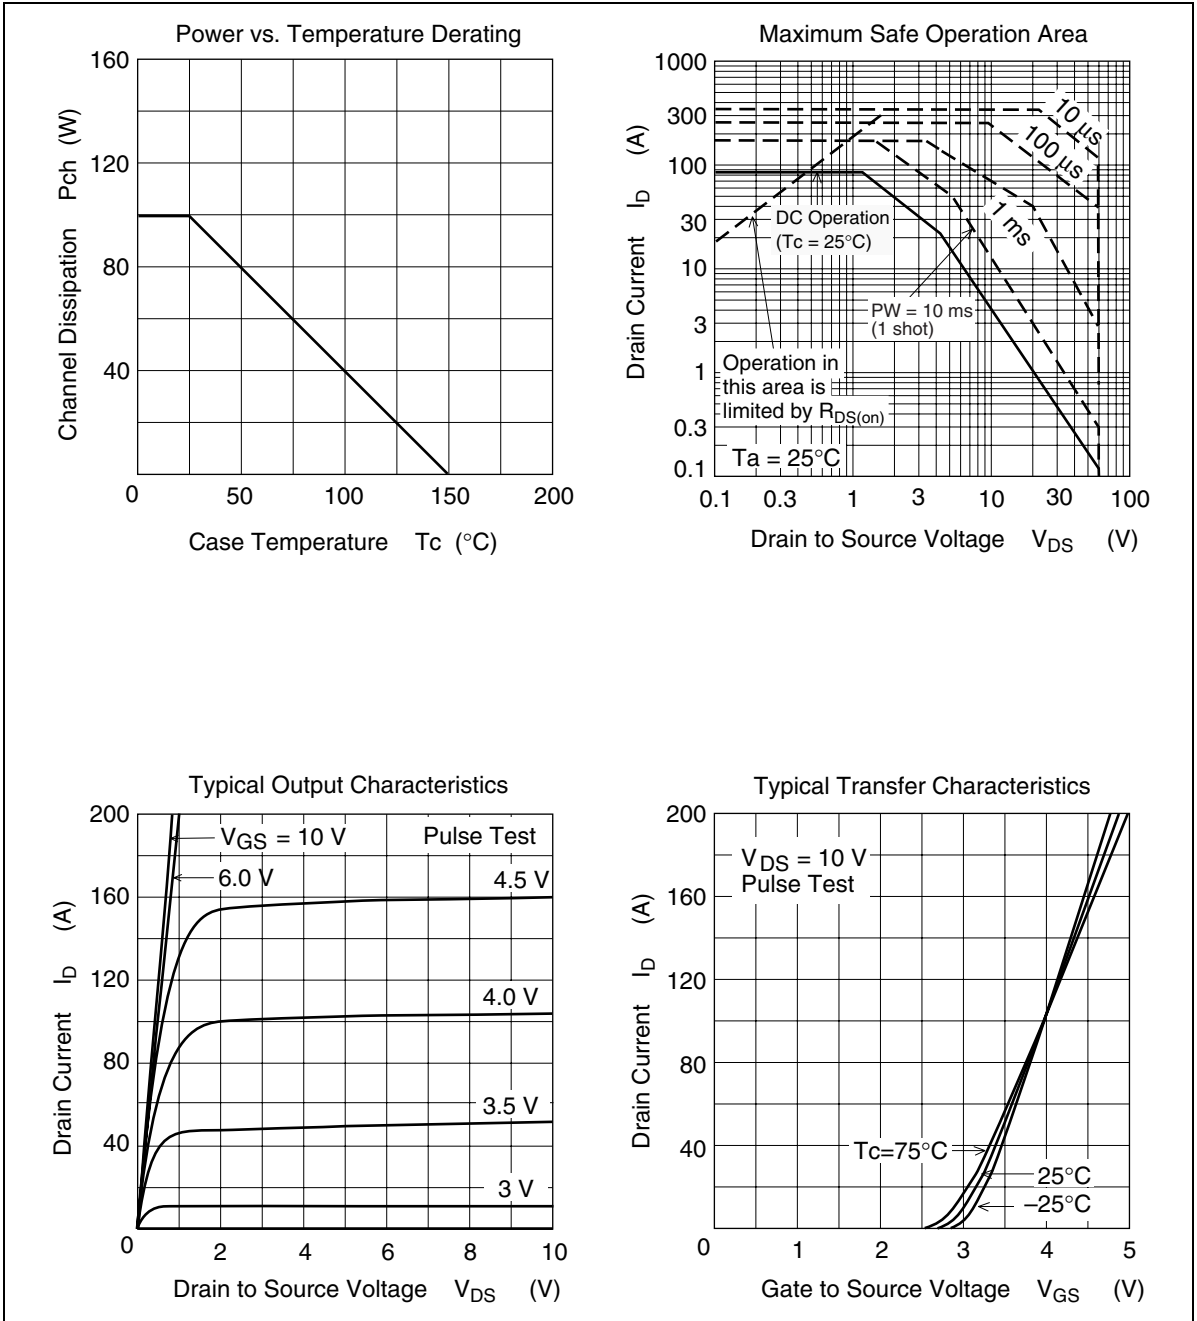 Power vs. Temperature Derating
160
120
80
40
0
50
100
150
200
Channel Dissipation Pch (W)
Case Temperature Tc (°C)
Maximum Safe Operation Area
1000
300
100
30
10
3
1
0.3
0.1
0.1
0.3
1
3
10
30
100
Drain Current ID (A)
Drain to Source Voltage VDS (V)
10 µs
100 µs
1 ms
DC Operation
(Tc = 25°C)
PW = 10 ms
(1 shot)
Operation in
this area is
limited by RDS(on)
Ta = 25°C
Typical Output Characteristics
200
160
120
80
40
0
2
4
6
8
10
Drain Current ID (A)
Drain to Source Voltage VDS (V)
VGS = 10 V
Pulse Test
6.0 V
4.5 V
4.0 V
3.5 V
3 V
Typical Transfer Characteristics
200
160
120
80
40
0
1
2
3
4
5
Drain Current ID (A)
Gate to Source Voltage VGS (V)
VDS = 10 V
Pulse Test
Tc=75°C
25°C
–25°C